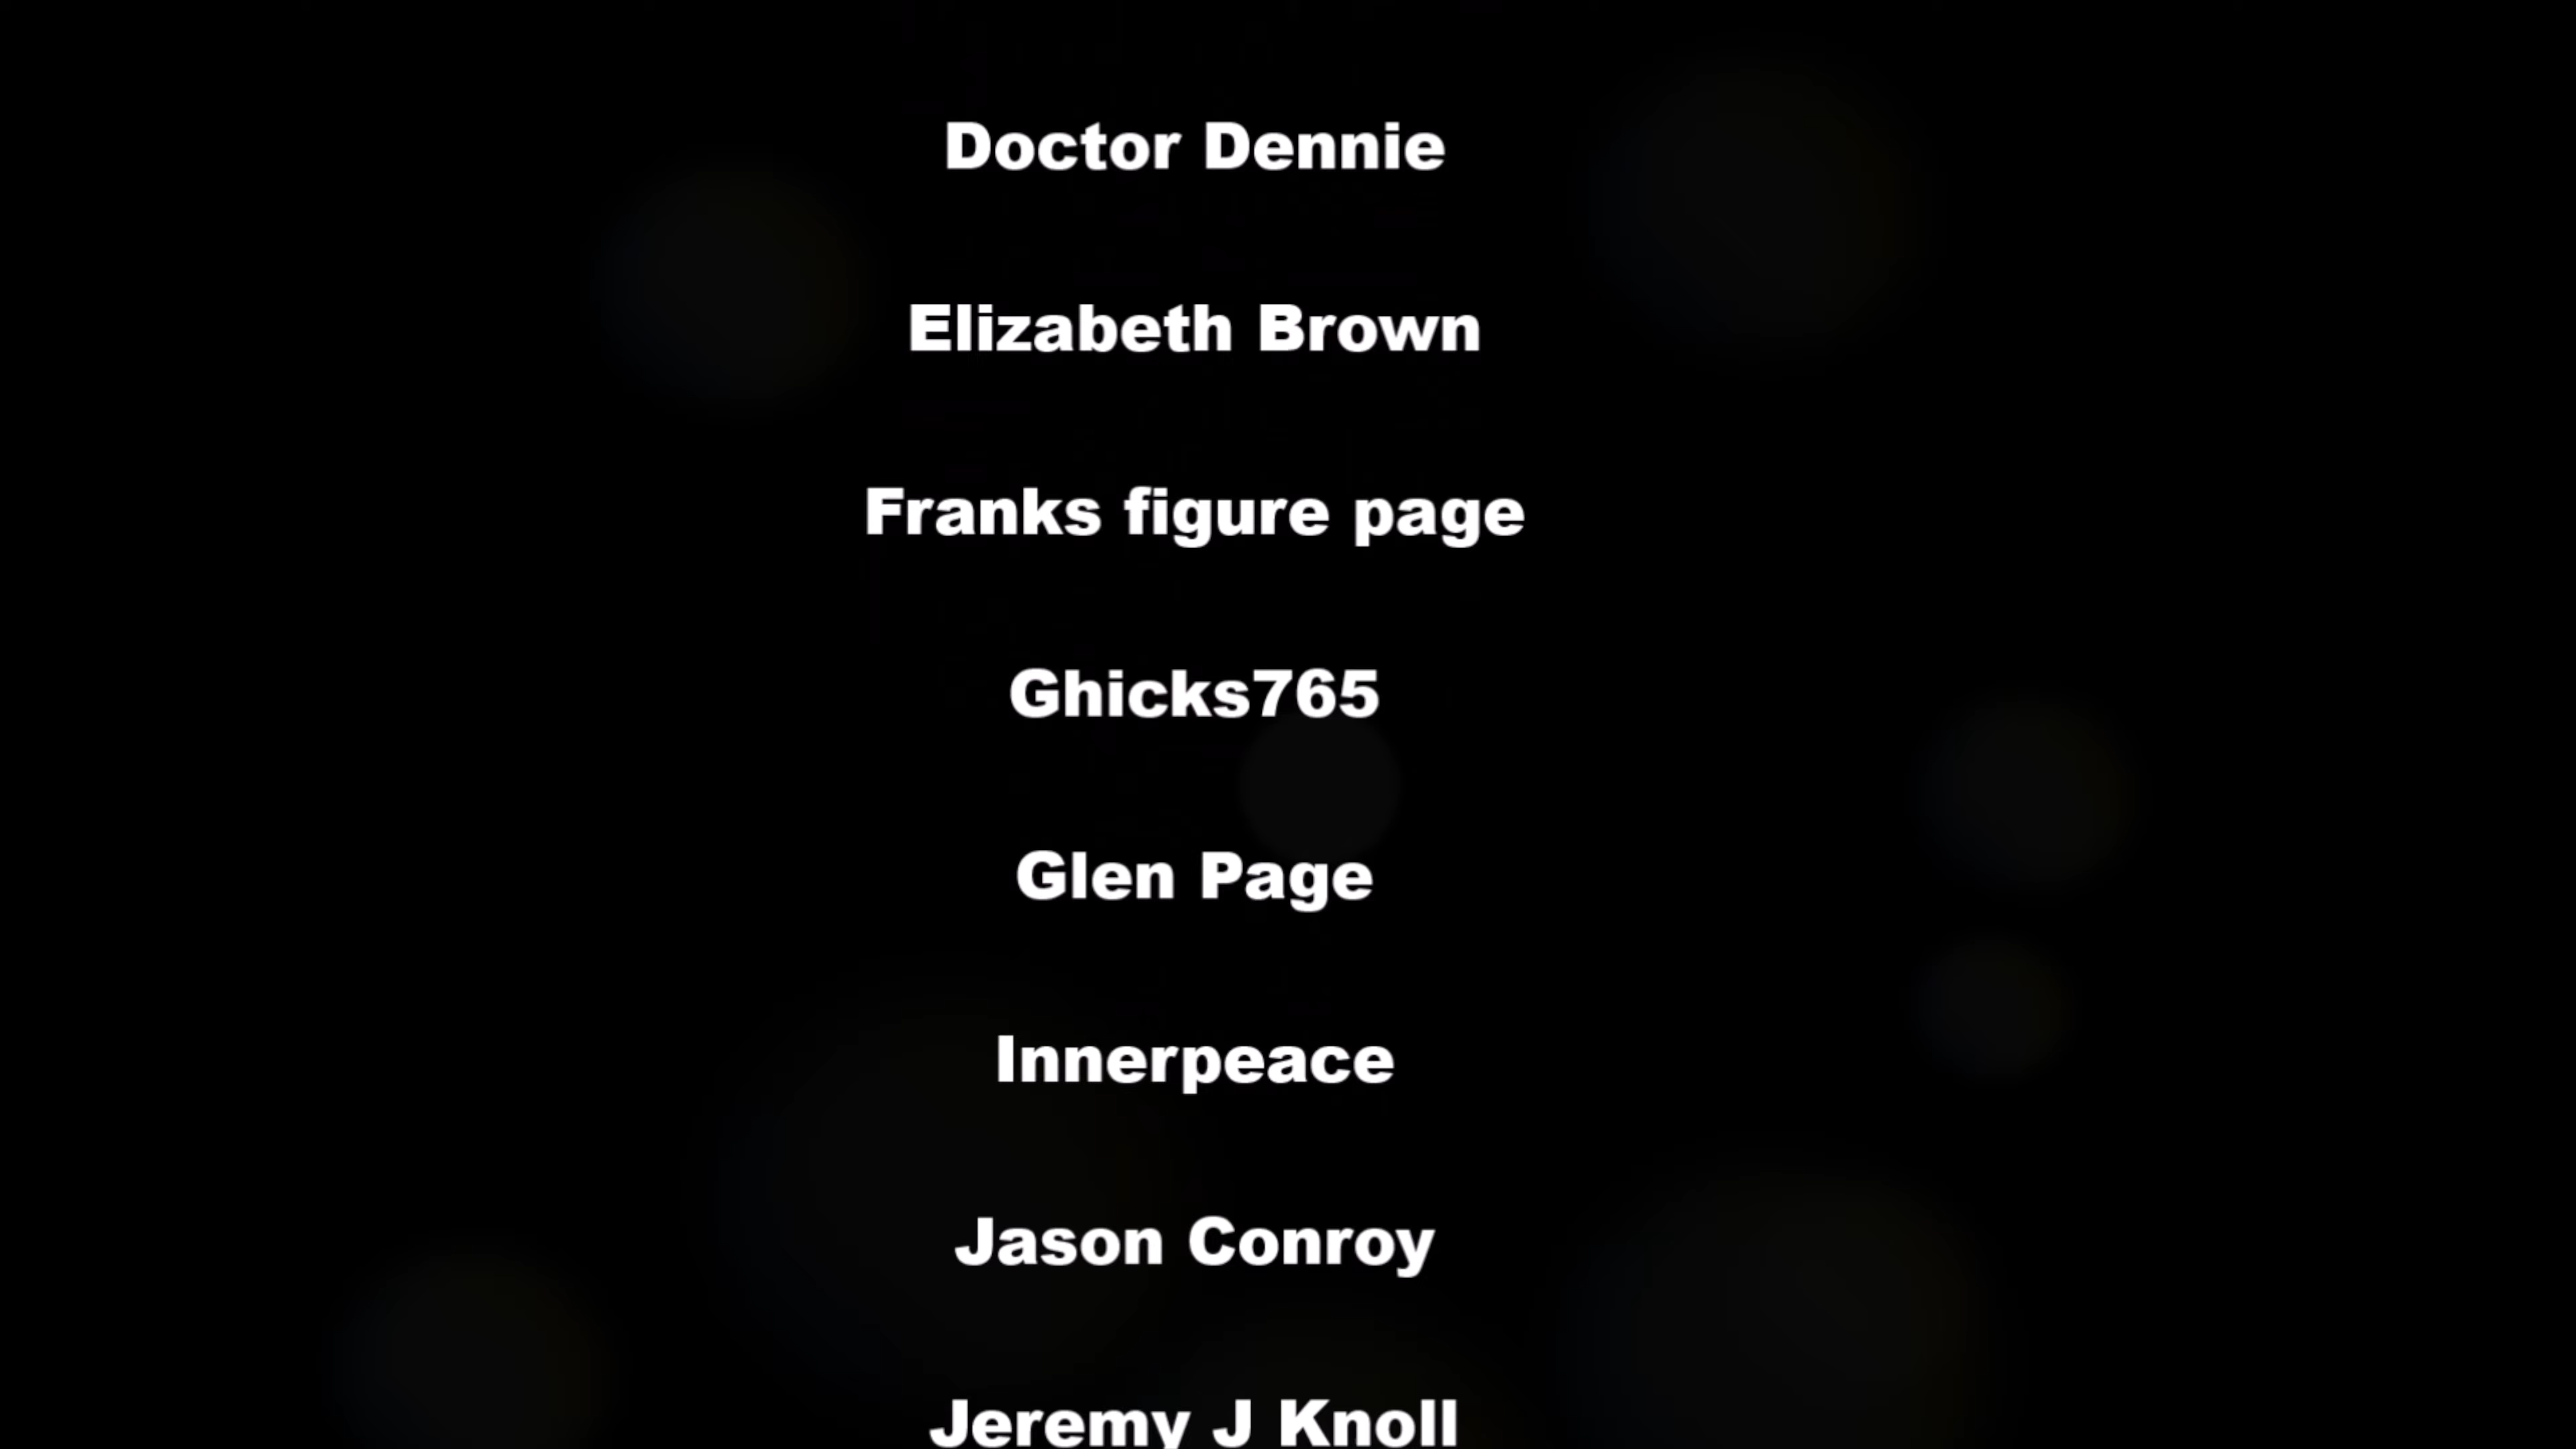 Doctor Dennie
Elizabeth Brown
Franks figure page
Ghicks765
Glen Page
Innerpeace
Jason Conroy
Jeremy J Knoll